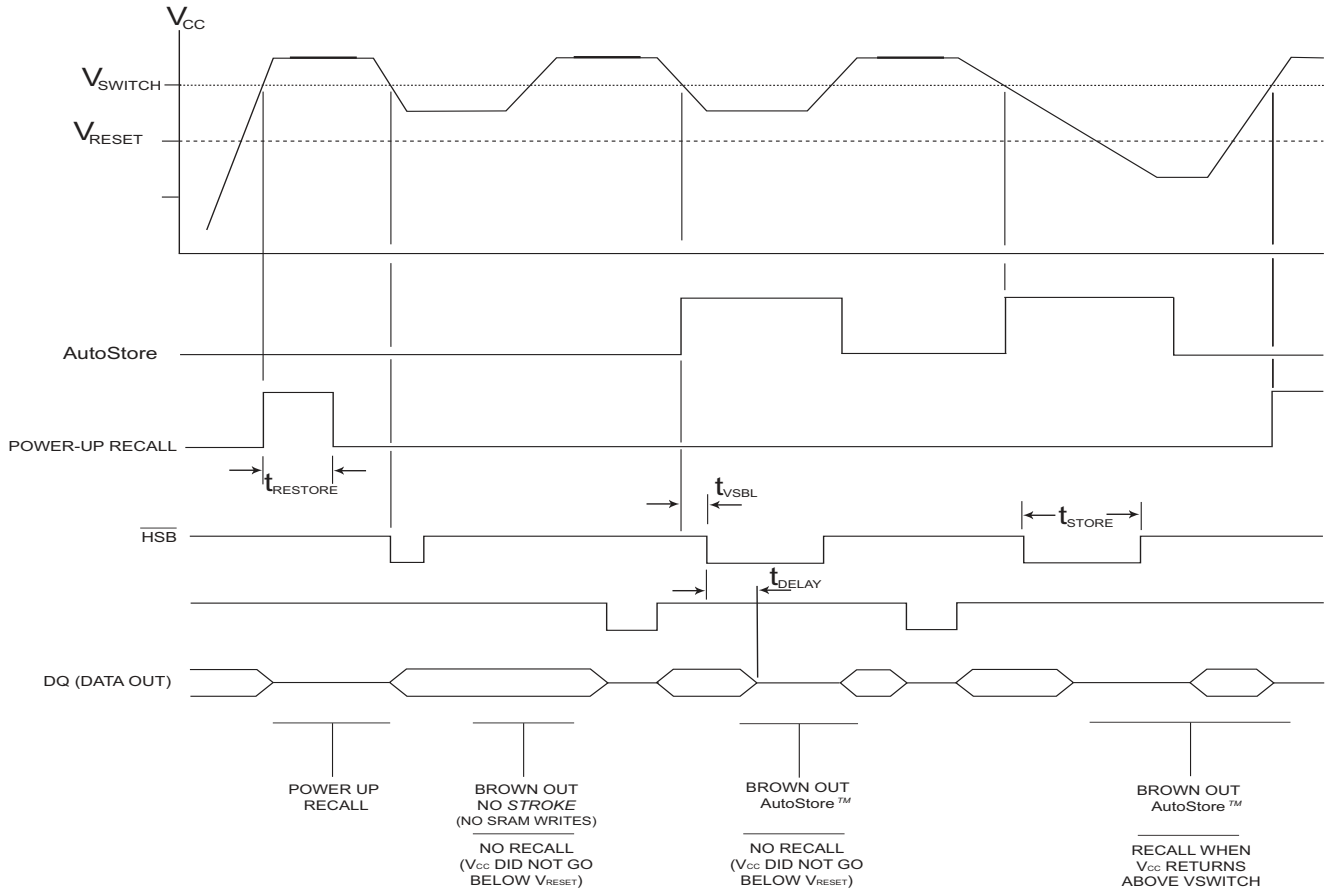 VCC
VSWITCH
VRESET
AutoStore
POWER-UP RECALL
tRESTORE
tVSBL
HSB
tSTORE
tDELAY
DQ (DATA OUT)
POWER UP
RECALL
BROWN OUT
NO STROKE
(NO SRAM WRITES)
NO RECALL
(VCC DID NOT GO
BELOW VRESET)
BROWN OUT
AutoStore™
NO RECALL
(VCC DID NOT GO
BELOW VRESET)
BROWN OUT
AutoStore™
RECALL WHEN
VCC RETURNS
ABOVE VSWITCH